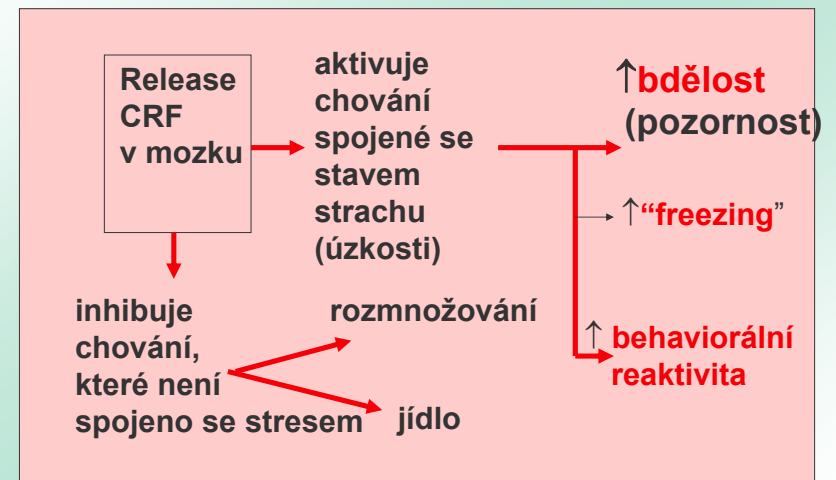 Release
CRF
v mozku
aktivuje
chování
spojené se
stavem
strachu
(úzkosti)
↑bdělost
(pozornost)
↑“freezing”
↑ behaviorální
reaktivita
inhibuje
chování,
které není
spojeno se stresem
rozmnožování
jídlo